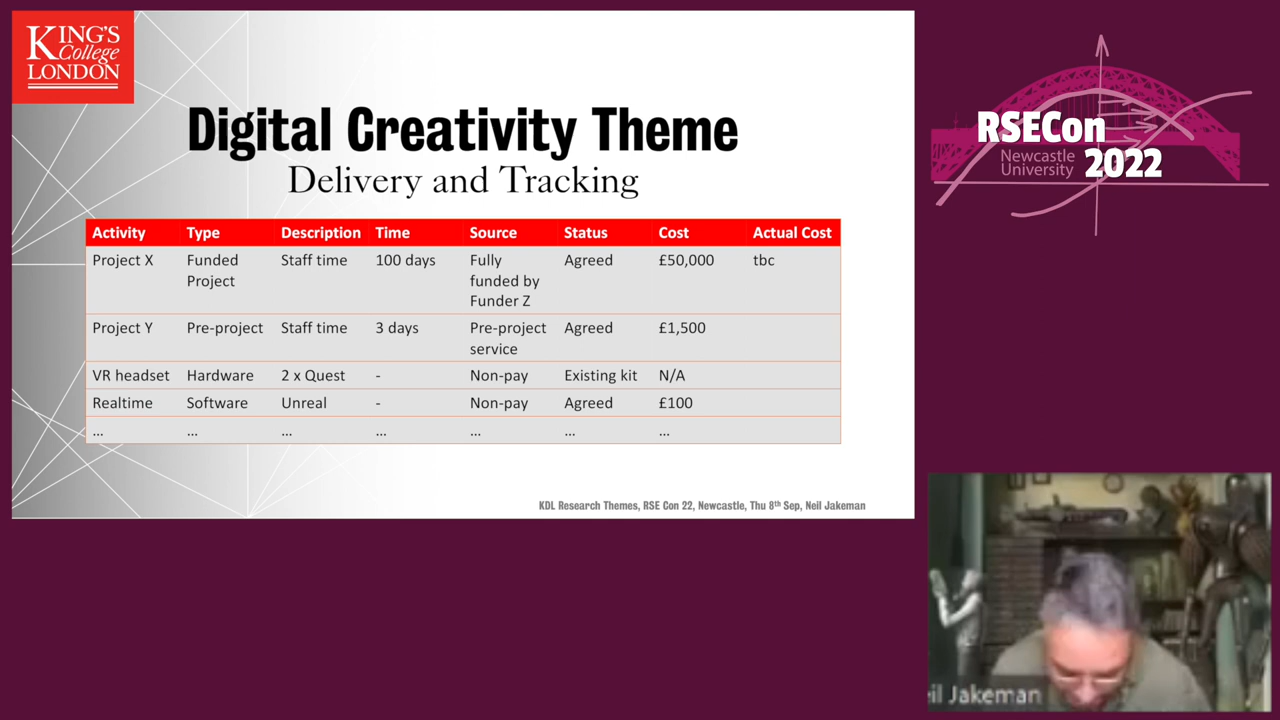 KING'S
College
LONDON
Digital Creativity Theme
Delivery and Tracking
Activity Type Description Time Source Status Cost Actual Cost
Project X Funded Project Staff time 100 days Fully funded by Funder Z Agreed £50,000 tbc
Project Y Pre-project Staff time 3 days Pre-project service Agreed £1,500
VR headset Hardware 2 x Quest - Non-pay Existing kit N/A
Realtime Software Unreal - Non-pay Agreed £100
... ... ... ... ... ... ...
KDL Research Themes, RSE Con 22, Newcastle, Thu 8th Sep, Neil Jakeman
RSECon
Newcastle
University 2022
eil Jakeman